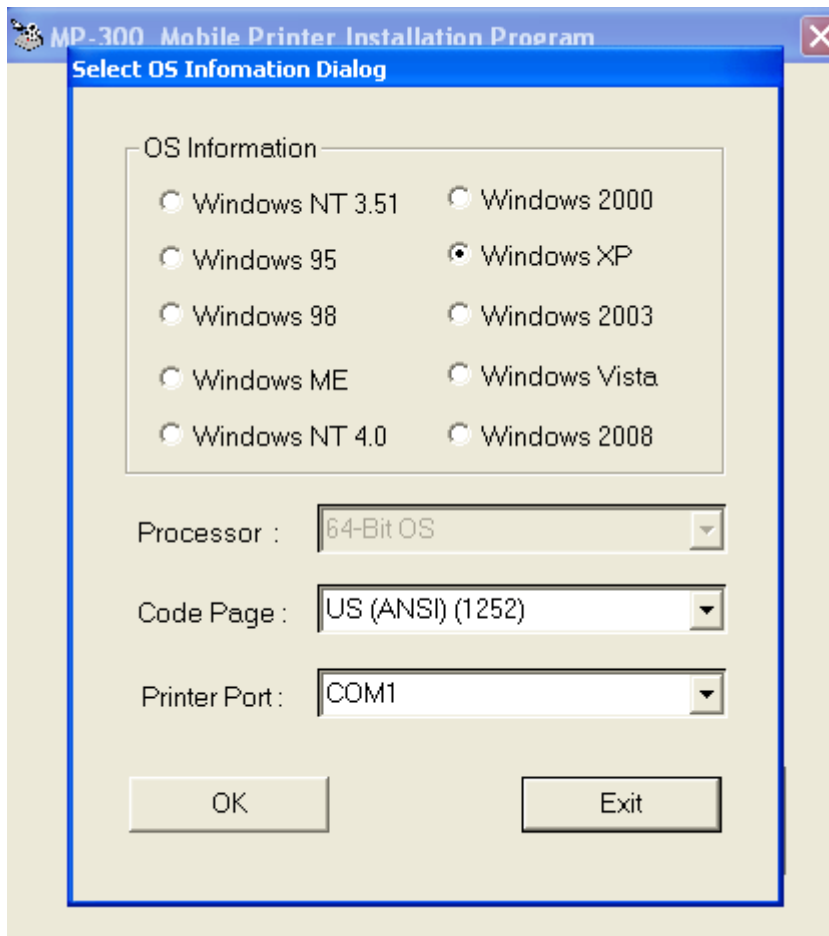 MP-300 Mobile Printer Installation Program
Select OS Infomation Dialog
OS Information
Windows NT 3.51
Windows 2000
Windows 95
Windows XP
Windows 98
Windows 2003
Windows ME
Windows Vista
Windows NT 4.0
Windows 2008
Processor :
64-Bit OS
Code Page :
US (ANSI) (1252)
Printer Port :
COM1
OK
Exit